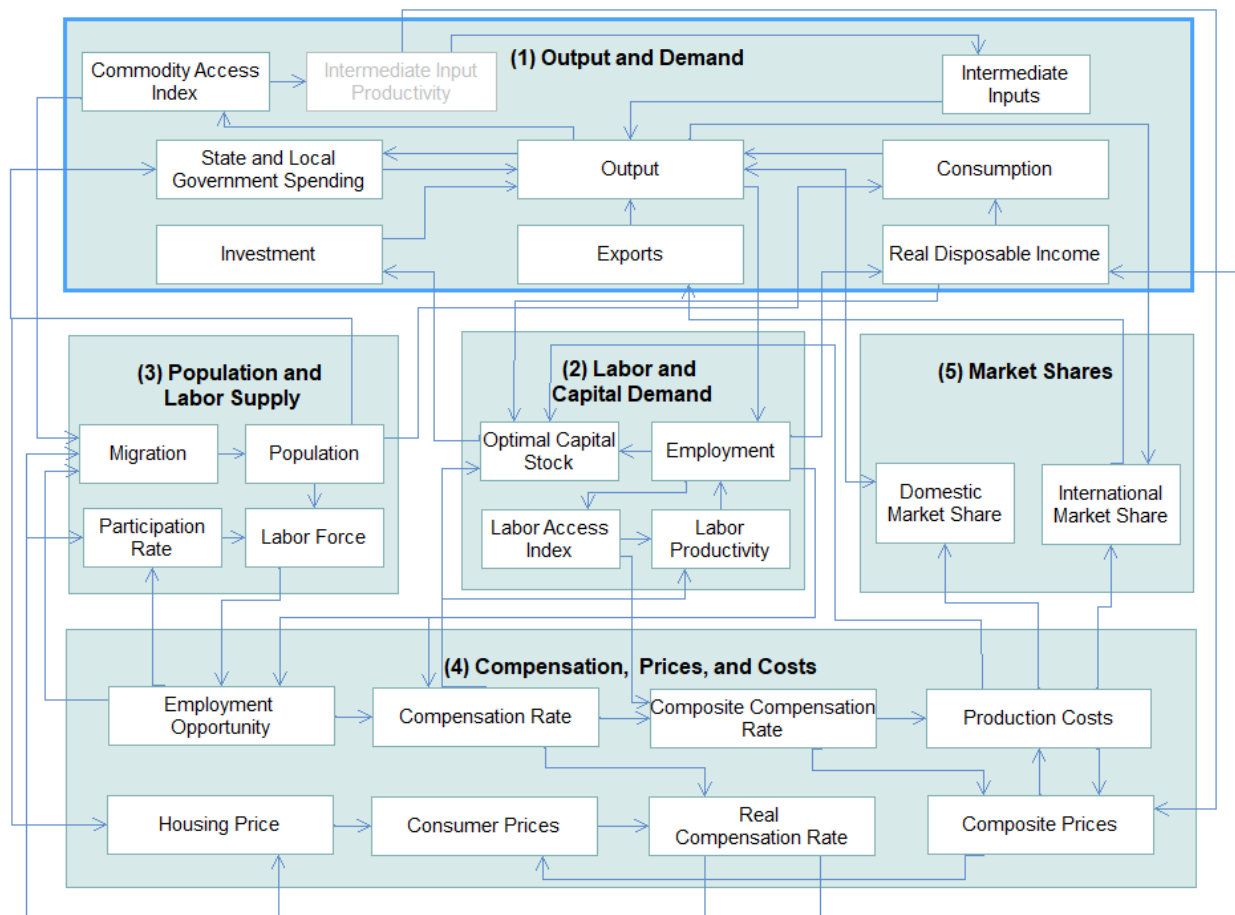 (1) Output and Demand
Commodity Access
Index
Intermediate Input
Productivity
Intermediate
Inputs
State and Local
Government Spending
Output
Consumption
Investment
Exports
Real Disposable Income
(3) Population and
Labor Supply
Migration
Population
Participation
Rate
Labor Force
(2) Labor and
Capital Demand
Optimal Capital
Stock
Employment
Labor Access
Index
Labor
Productivity
(5) Market Shares
Domestic
Market Share
International
Market Share
(4) Compensation, Prices, and Costs
Employment
Opportunity
Compensation Rate
Composite Compensation
Rate
Production Costs
Housing Price
Consumer Prices
Real
Compensation Rate
Composite Prices